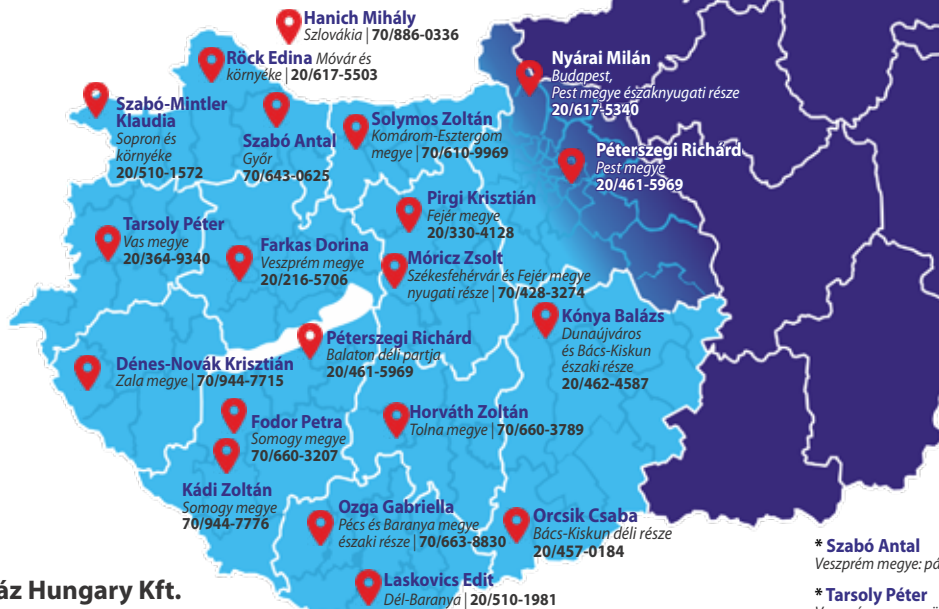 Hanich Mihály
Szlovákia | 70/886-0336
Röck Edina Móvár és
környéke | 20/617-5503
Szabó-Mintler
Klaudia
Sopron és
környéke
20/510-1572
Szabó Antal
Győr
70/643-0625
Solymos Zoltán
Komárom-Esztergom
megye | 70/610-9969
Nyárai Milán
Budapest,
Pest megye északnyugati része
20/617-5340
Péterszegi Richárd
Pest megye
20/461-5969
Tarsoly Péter
Vas megye
20/364-9340
Farkas Dorina
Veszprém megye
20/216-5706
Pirgi Krisztián
Fejér megye
20/330-4128
Móricz Zsolt
Székesfehérvár és Fejér megye
nyugati része | 70/428-3274
Kónya Balázs
Dunaújváros
és Bács-Kiskun
északi része
20/462-4587
Péterszegi Richárd
Balaton déli partja
20/461-5969
Dénes-Novák Krisztián
Zala megye | 70/944-7715
Fodor Petra
Somogy megye
70/660-3207
Horváth Zoltán
Tolna megye | 70/660-3789
Kádi Zoltán
Somogy megye
70/944-7776
Ozga Gabriella
Pécs és Baranya megye
északi része | 70/663-8830
Orcsik Csaba
Bács-Kiskun déli része
20/457-0184
Laskovics Edit
Dél-Baranya | 20/510-1981
áz Hungary Kft.
* Szabó Antal
Veszprém megye: pá
* Tarsoly Péter